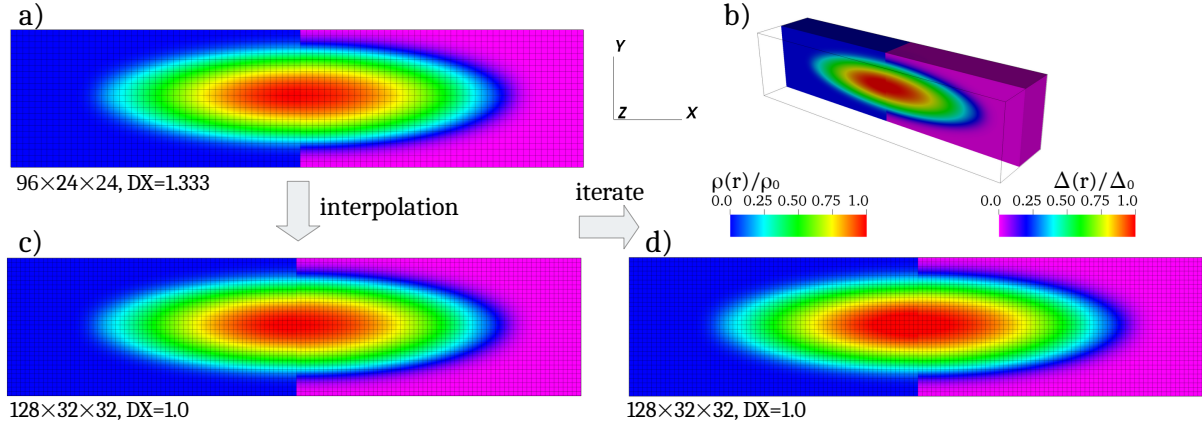 a)
b)
Y
Z
X
96×24×24, DX=1.333
interpolation
iterate
ρ(r)/ρ₀
0.0 0.25 0.50 0.75 1.0
Δ(r)/Δ₀
0.0 0.25 0.50 0.75 1.0
c)
d)
128×32×32, DX=1.0
128×32×32, DX=1.0